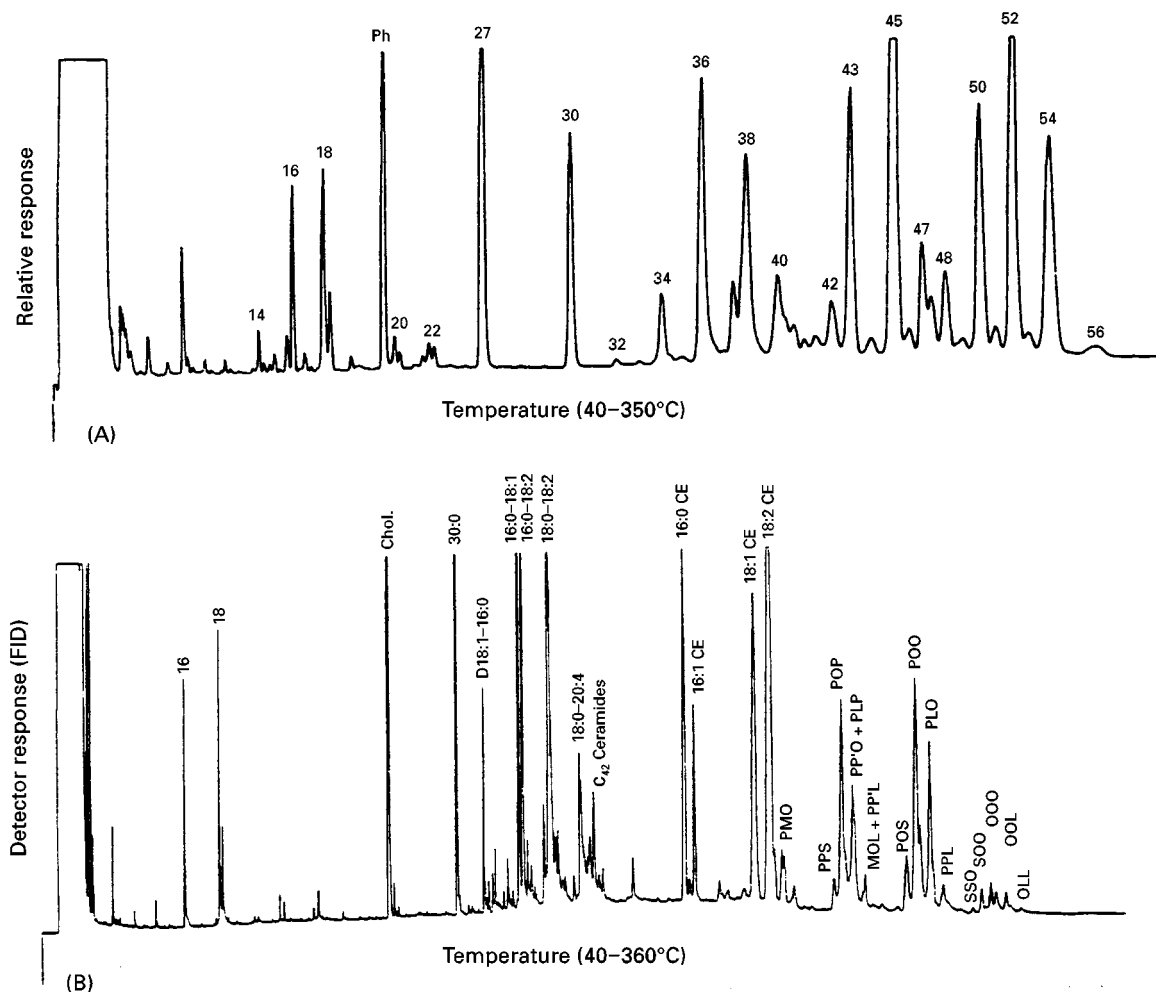 Relative response
14
16
18
Ph
20
22
27
30
32
34
36
38
40
42
43
45
47
48
50
52
54
56
Temperature (40–350°C)
(A)
Detector response (FID)
16
18
Chol.
30:0
D18:1–16:0
16:0–18:1
16:0–18:2
18:0–18:2
18:0–20:4
C₄₂ Ceramides
16:0 CE
16:1 CE
18:1 CE
18:2 CE
PMO
PPS
POP
PP'O + PLP
MOL + PP'L
POS
POO
PLO
PPL
SSO
SOO
OOO
OOL
OLL
Temperature (40–360°C)
(B)